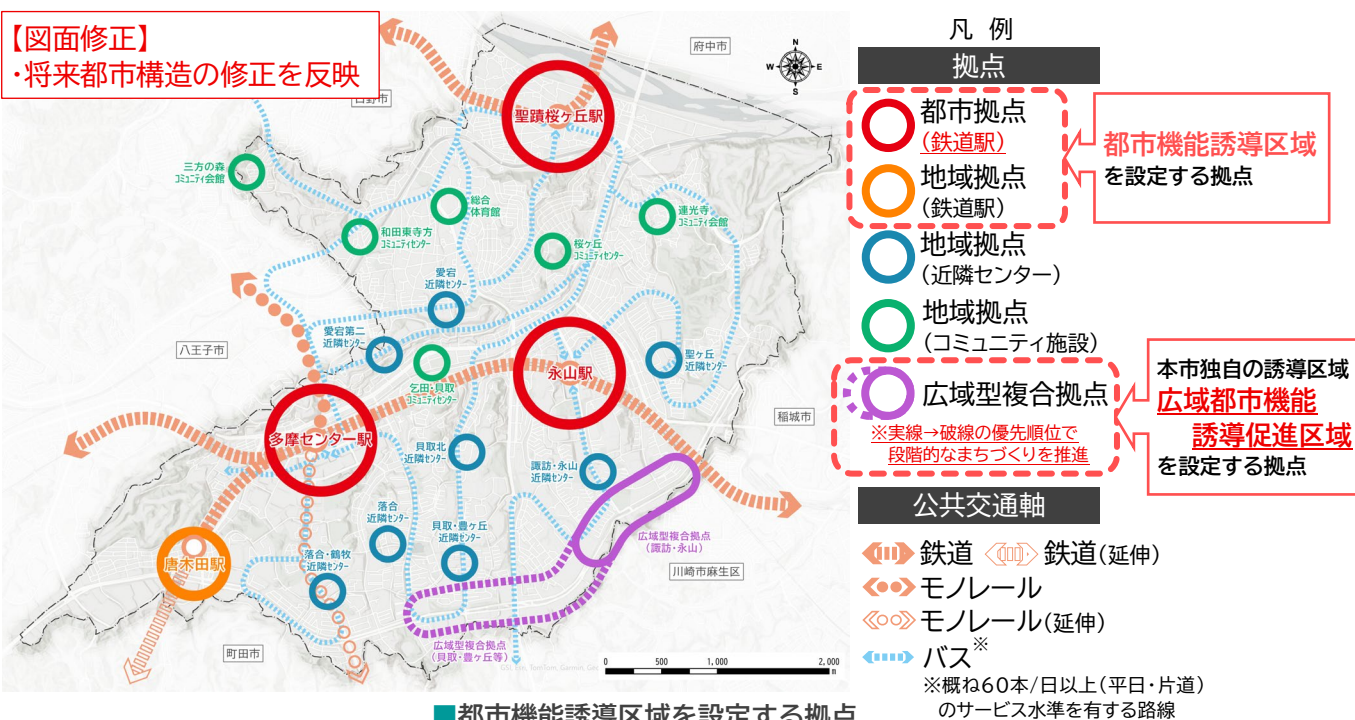 【図面修正】
・将来都市構造の修正を反映
府中市
N
W
E
S
日野市
聖蹟桜ヶ丘駅
三方の森
コミュニティ会館
総合
体育館
連光寺
コミュニティ会館
和田東寺方
コミュニティセンター
桜ヶ丘
コミュニティセンター
愛宕
近隣センター
愛宕第二
近隣センター
八王子市
聖ヶ丘
近隣センター
永山駅
乞田・貝取
コミュニティセンター
稲城市
多摩センター駅
貝取北
近隣センター
諏訪・永山
近隣センター
落合
近隣センター
貝取・豊ヶ丘
近隣センター
広域型複合拠点
（諏訪・永山）
唐木田駅
落合・鶴牧
近隣センター
川崎市麻生区
広域型複合拠点
（貝取・豊ヶ丘等）
町田市
0 500 1,000 2,000
m
凡 例
拠点
都市拠点
（鉄道駅）
地域拠点
（鉄道駅）
都市機能誘導区域
を設定する拠点
地域拠点
（近隣センター）
地域拠点
（コミュニティ施設）
広域型複合拠点
※実線→破線の優先順位で
段階的なまちづくりを推進
本市独自の誘導区域
広域都市機能
誘導促進区域
を設定する拠点
公共交通軸
鉄道 鉄道（延伸）
モノレール
モノレール（延伸）
バス※
※概ね60本/日以上（平日・片道）
のサービス水準を有する路線
■都市機能誘導区域を設定する拠点